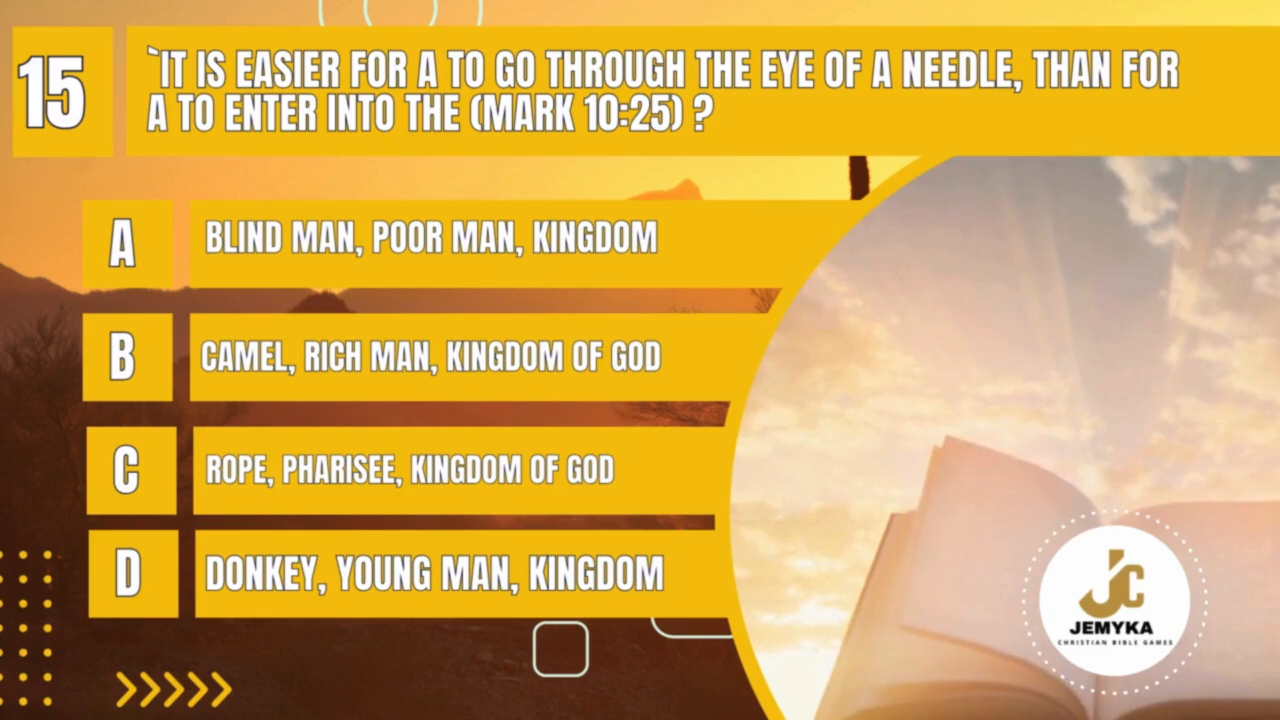 15
`IT IS EASIER FOR A TO GO THROUGH THE EYE OF A NEEDLE, THAN FOR
A TO ENTER INTO THE (MARK 10:25) ?
A
BLIND MAN, POOR MAN, KINGDOM
B
CAMEL, RICH MAN, KINGDOM OF GOD
C
ROPE, PHARISEE, KINGDOM OF GOD
D
DONKEY, YOUNG MAN, KINGDOM
JC
JEMYKA
CHRISTIAN BIBLE GAMES